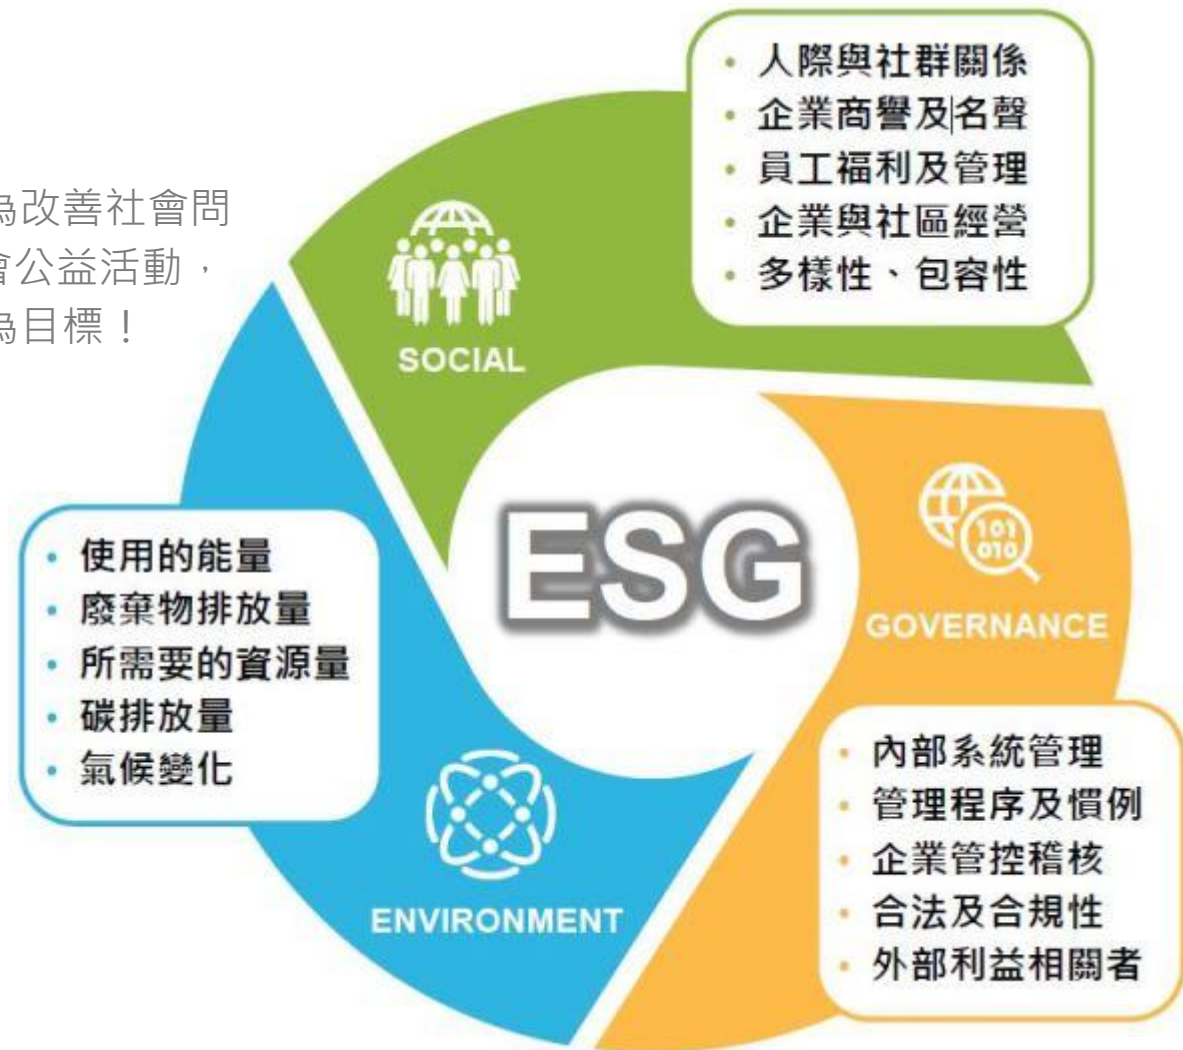 為改善社會問
會公益活動，
為目標！
• 人際與社群關係
• 企業商譽及名聲
• 員工福利及管理
• 企業與社區經營
• 多樣性、包容性
SOCIAL
ESG
101
010
GOVERNANCE
• 使用的能量
• 廢棄物排放量
• 所需要的資源量
• 碳排放量
• 氣候變化
ENVIRONMENT
• 內部系統管理
• 管理程序及慣例
• 企業管控稽核
• 合法及合規性
• 外部利益相關者